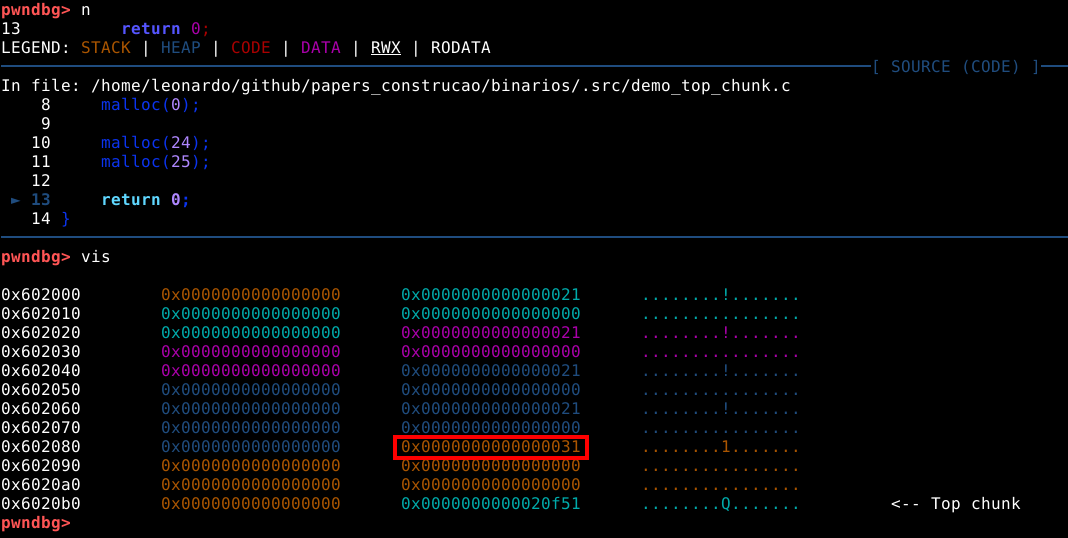 pwndbg> n
13          return 0;
LEGEND: STACK | HEAP | CODE | DATA | RWX | RODATA
[ SOURCE (CODE) ]
In file: /home/leonardo/github/papers_construcao/binarios/.src/demo_top_chunk.c
    8     malloc(0);
    9
   10     malloc(24);
   11     malloc(25);
   12
 ► 13     return 0;
   14 }
pwndbg> vis
0x602000        0x0000000000000000      0x0000000000000021      ........!.......
0x602010        0x0000000000000000      0x0000000000000000      ................
0x602020        0x0000000000000000      0x0000000000000021      ........!.......
0x602030        0x0000000000000000      0x0000000000000000      ................
0x602040        0x0000000000000000      0x0000000000000021      ........!.......
0x602050        0x0000000000000000      0x0000000000000000      ................
0x602060        0x0000000000000000      0x0000000000000021      ........!.......
0x602070        0x0000000000000000      0x0000000000000000      ................
0x602080        0x0000000000000000      0x0000000000000031      ........1.......
0x602090        0x0000000000000000      0x0000000000000000      ................
0x6020a0        0x0000000000000000      0x0000000000000000      ................
0x6020b0        0x0000000000000000      0x0000000000020f51      ........Q.......         <-- Top chunk
pwndbg>